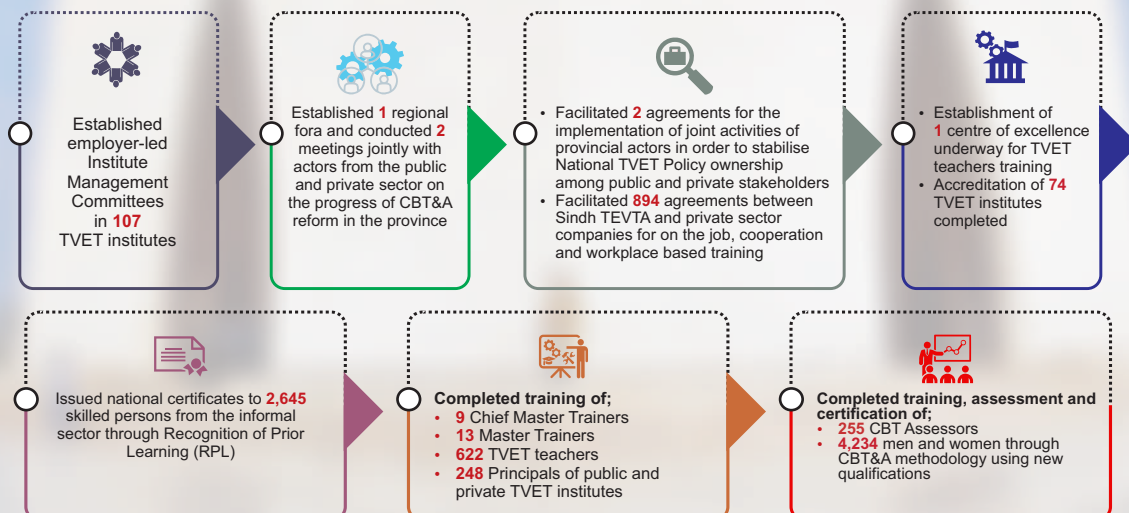 Established
employer-led
Institute
Management
Committees
in 107
TVET institutes
Established 1 regional
fora and conducted 2
meetings jointly with
actors from the public
and private sector on
the progress of CBT&A
reform in the province
• Facilitated 2 agreements for the
implementation of joint activities of
provincial actors in order to stabilise
National TVET Policy ownership
among public and private stakeholders
• Facilitated 894 agreements between
Sindh TEVTA and private sector
companies for on the job, cooperation
and workplace based training
• Establishment of
1 centre of excellence
underway for TVET
teachers training
• Accreditation of 74
TVET institutes
completed
Issued national certificates to 2,645
skilled persons from the informal
sector through Recognition of Prior
Learning (RPL)
Completed training of;
• 9 Chief Master Trainers
• 13 Master Trainers
• 622 TVET teachers
• 248 Principals of public and
private TVET institutes
Completed training, assessment and
certification of;
• 255 CBT Assessors
• 4,234 men and women through
CBT&A methodology using new
qualifications